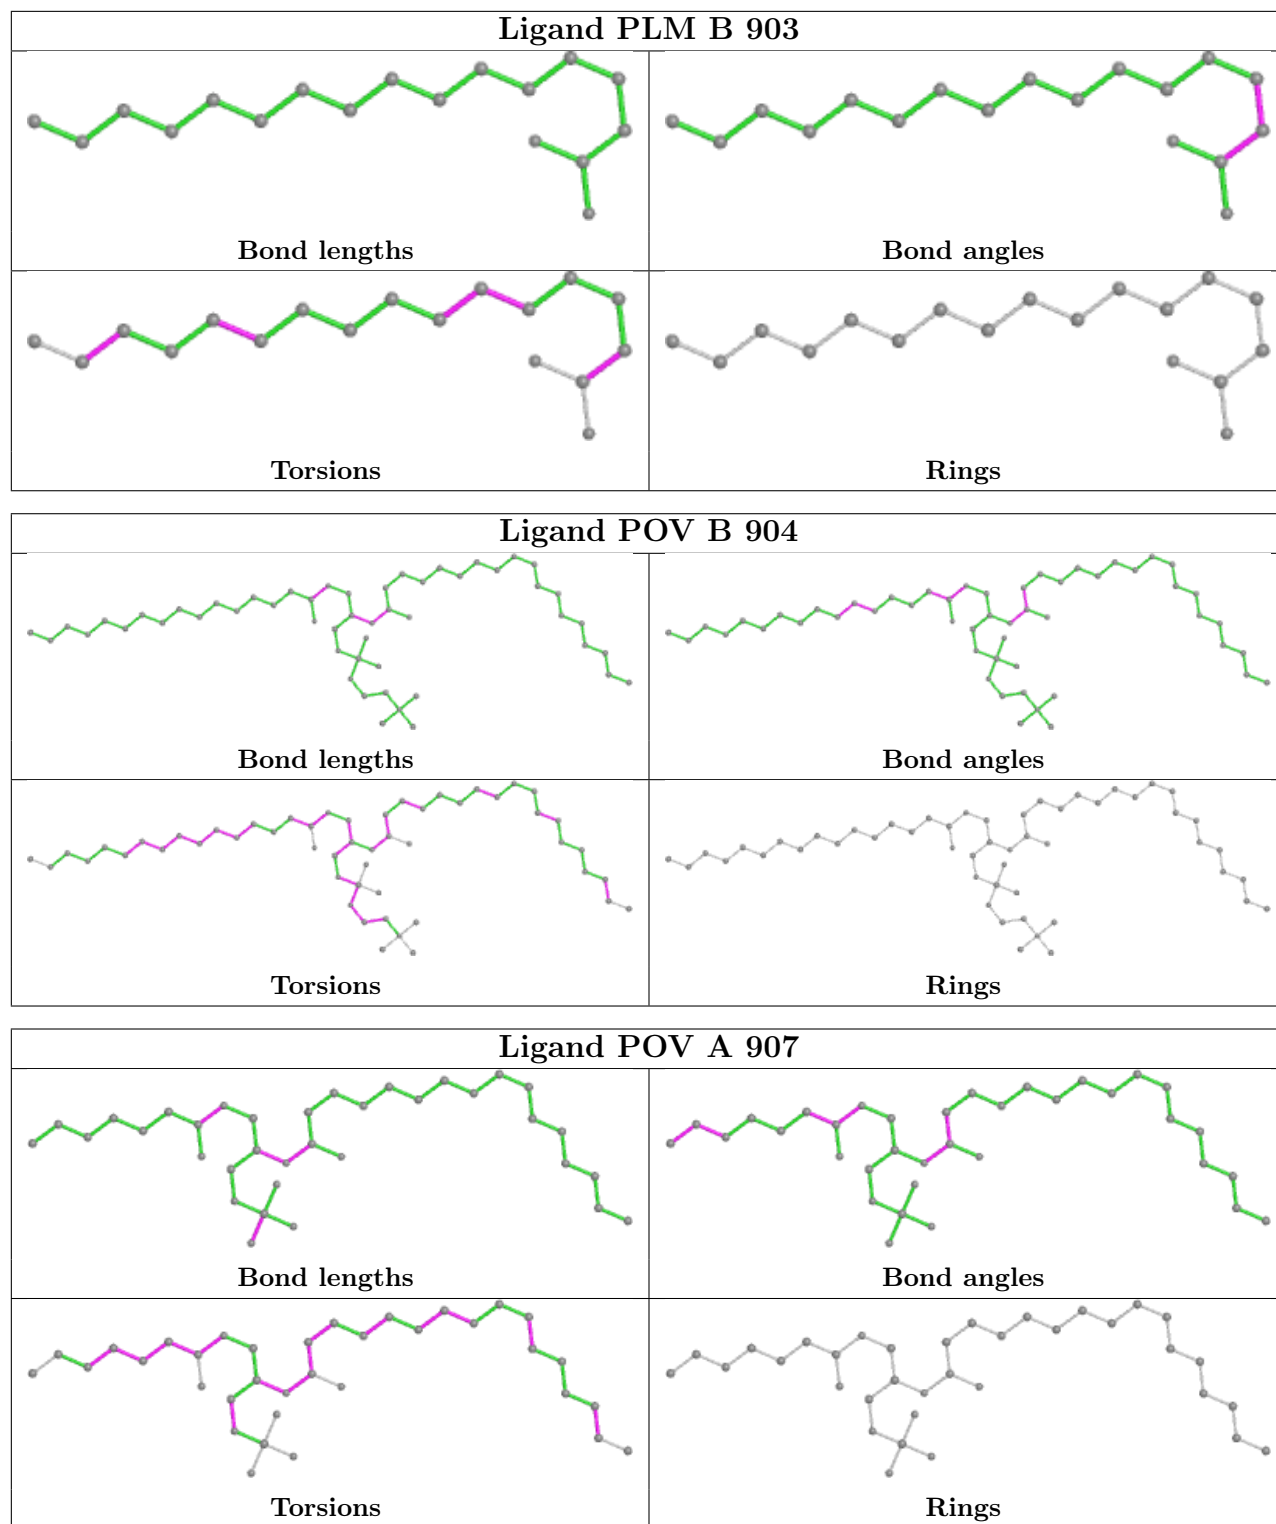 Ligand PLM B 903
Bond lengths
Bond angles
Torsions
Rings
Ligand POV B 904
Bond lengths
Bond angles
Torsions
Rings
Ligand POV A 907
Bond lengths
Bond angles
Torsions
Rings